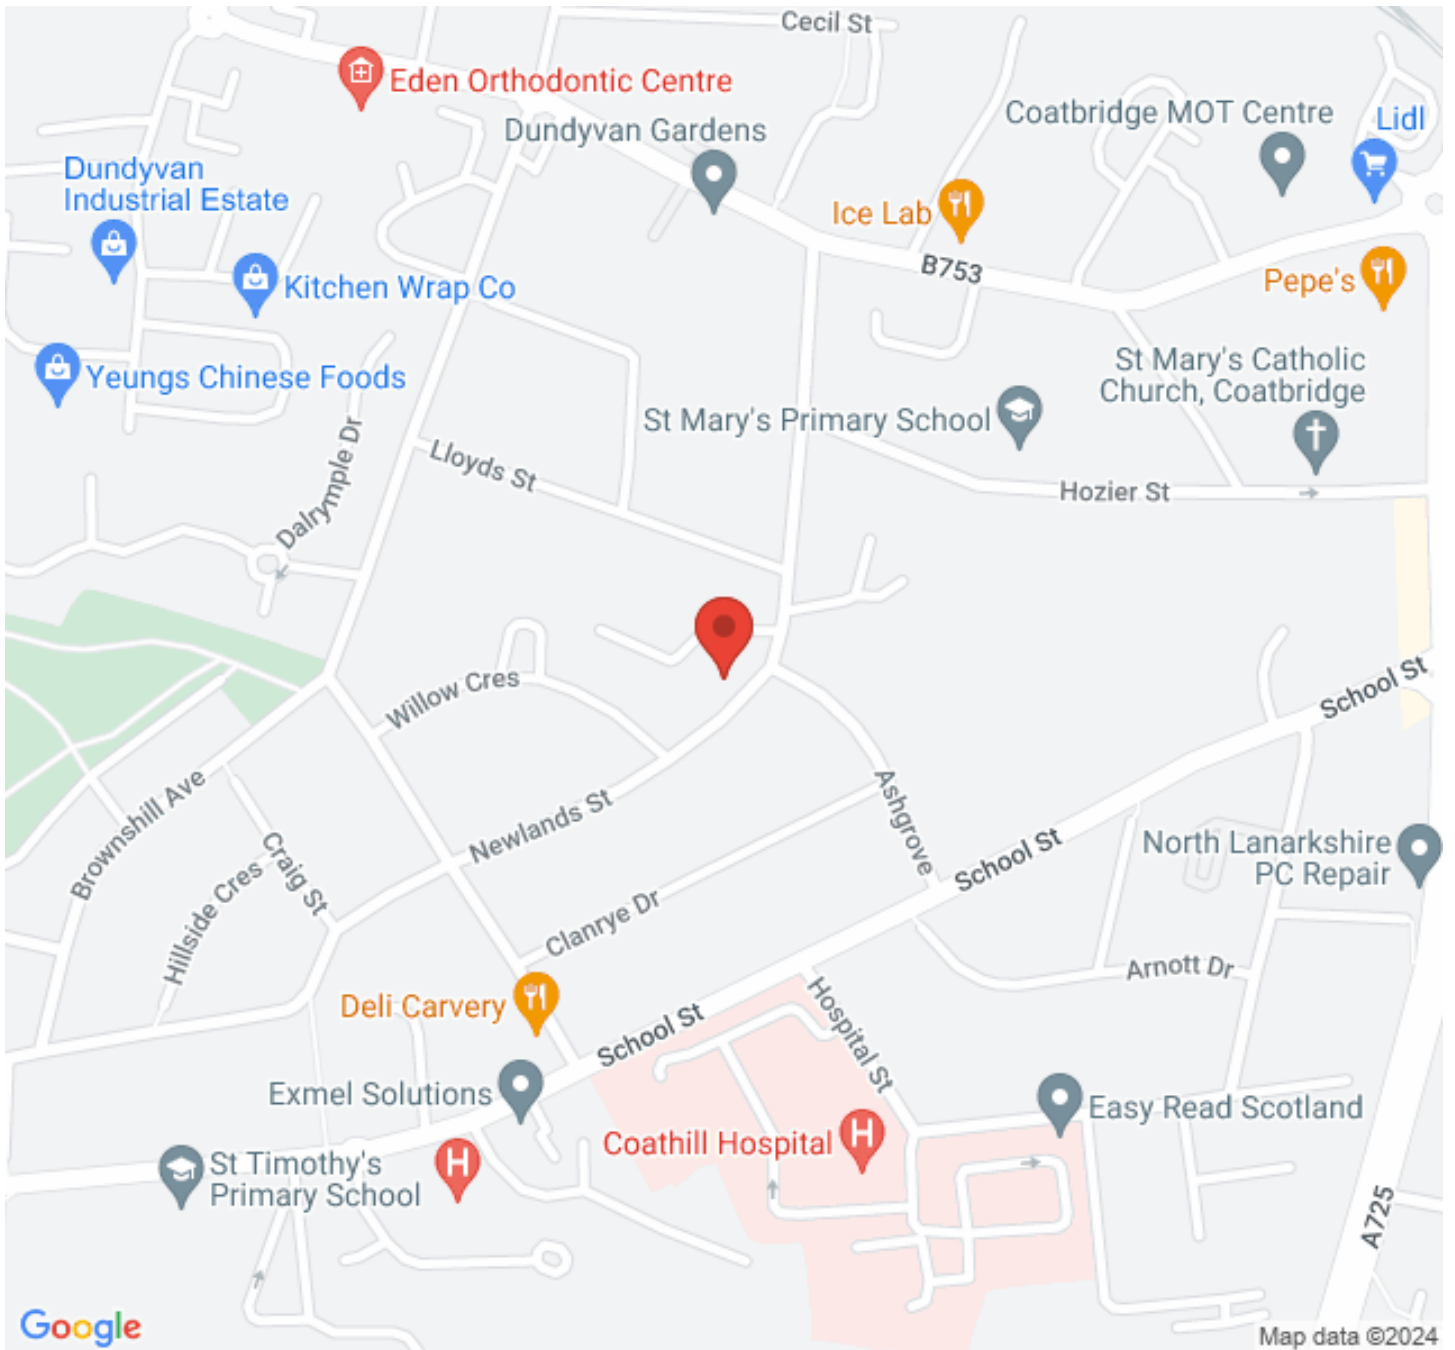 Cecil St
Eden Orthodontic Centre
Dundyvan Gardens
Coatbridge MOT Centre
Lidl
Dundyvan
Industrial Estate
Ice Lab
B753
Pepe's
Kitchen Wrap Co
Yeungs Chinese Foods
St Mary's Catholic
Church, Coatbridge
St Mary's Primary School
Dalrymple Dr
Lloyds St
Hozier St
Willow Cres
School St
Brownshill Ave
Newlands St
Ashgrove
Craig St
Hillside Cres
School St
North Lanarkshire
PC Repair
Clanrye Dr
Arnott Dr
Deli Carvery
School St
Hospital St
Exmel Solutions
Easy Read Scotland
H
Coathill Hospital
H
St Timothy's
Primary School
A725
Google
Map data ©2024